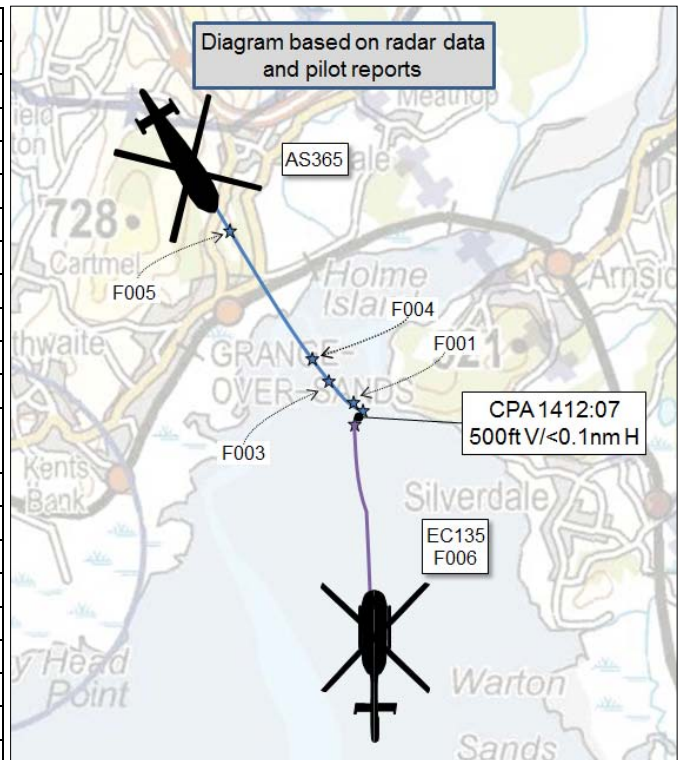 Diagram based on radar data
and pilot reports
Meathop
AS365
728
Cartmel
F005
Holme
Island
F004
F001
GRANGE-
OVER-SANDS
CPA 1412:07
500ft V/<0.1nm H
F003
Kents
Bank
Silverdale
EC135
F006
Head
Point
Warton
Sands